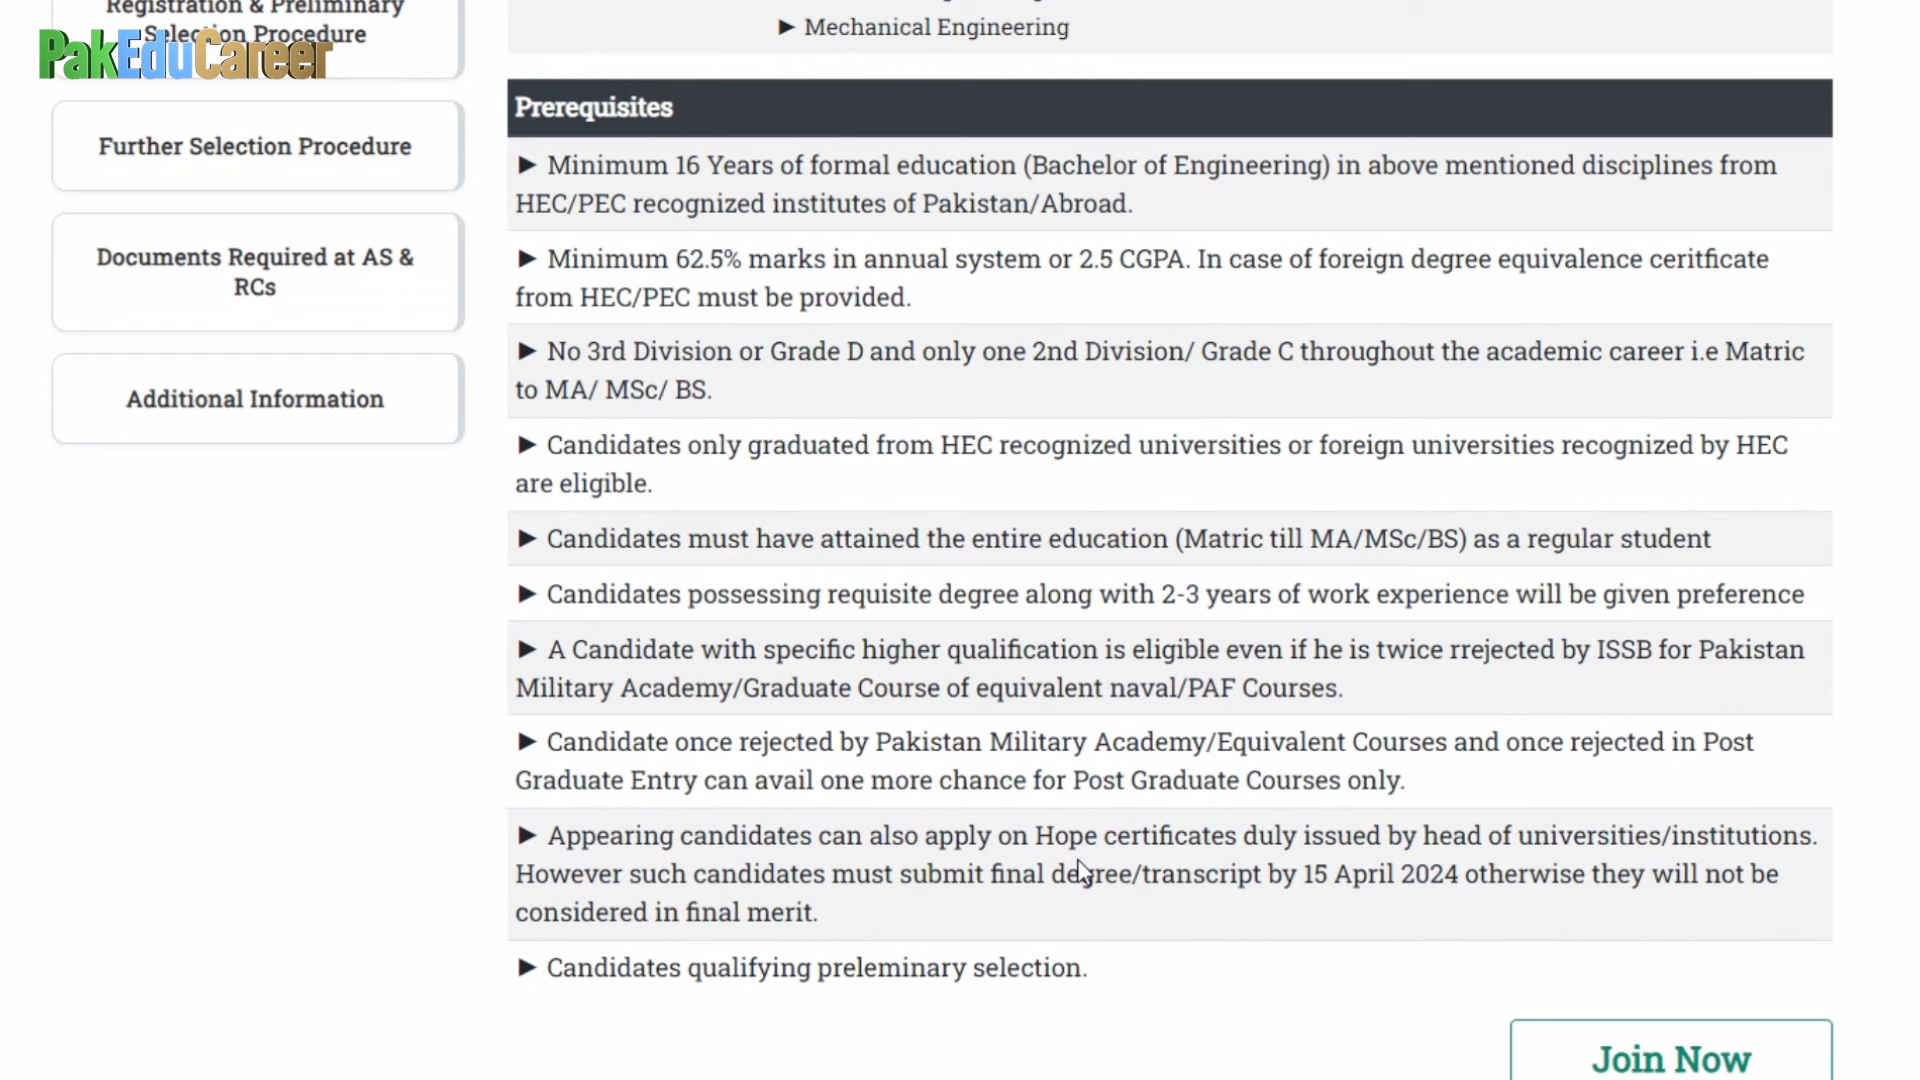 Registration & Preliminary
Selection Procedure
PakEduCareer
Further Selection Procedure
Documents Required at AS &
RCs
Additional Information
► Mechanical Engineering
Prerequisites
► Minimum 16 Years of formal education (Bachelor of Engineering) in above mentioned disciplines from
HEC/PEC recognized institutes of Pakistan/Abroad.
► Minimum 62.5% marks in annual system or 2.5 CGPA. In case of foreign degree equivalence ceritficate
from HEC/PEC must be provided.
► No 3rd Division or Grade D and only one 2nd Division/ Grade C throughout the academic career i.e Matric
to MA/ MSc/ BS.
► Candidates only graduated from HEC recognized universities or foreign universities recognized by HEC
are eligible.
► Candidates must have attained the entire education (Matric till MA/MSc/BS) as a regular student
► Candidates possessing requisite degree along with 2-3 years of work experience will be given preference
► A Candidate with specific higher qualification is eligible even if he is twice rrejected by ISSB for Pakistan
Military Academy/Graduate Course of equivalent naval/PAF Courses.
► Candidate once rejected by Pakistan Military Academy/Equivalent Courses and once rejected in Post
Graduate Entry can avail one more chance for Post Graduate Courses only.
► Appearing candidates can also apply on Hope certificates duly issued by head of universities/institutions.
However such candidates must submit final degree/transcript by 15 April 2024 otherwise they will not be
considered in final merit.
► Candidates qualifying preleminary selection.
Join Now